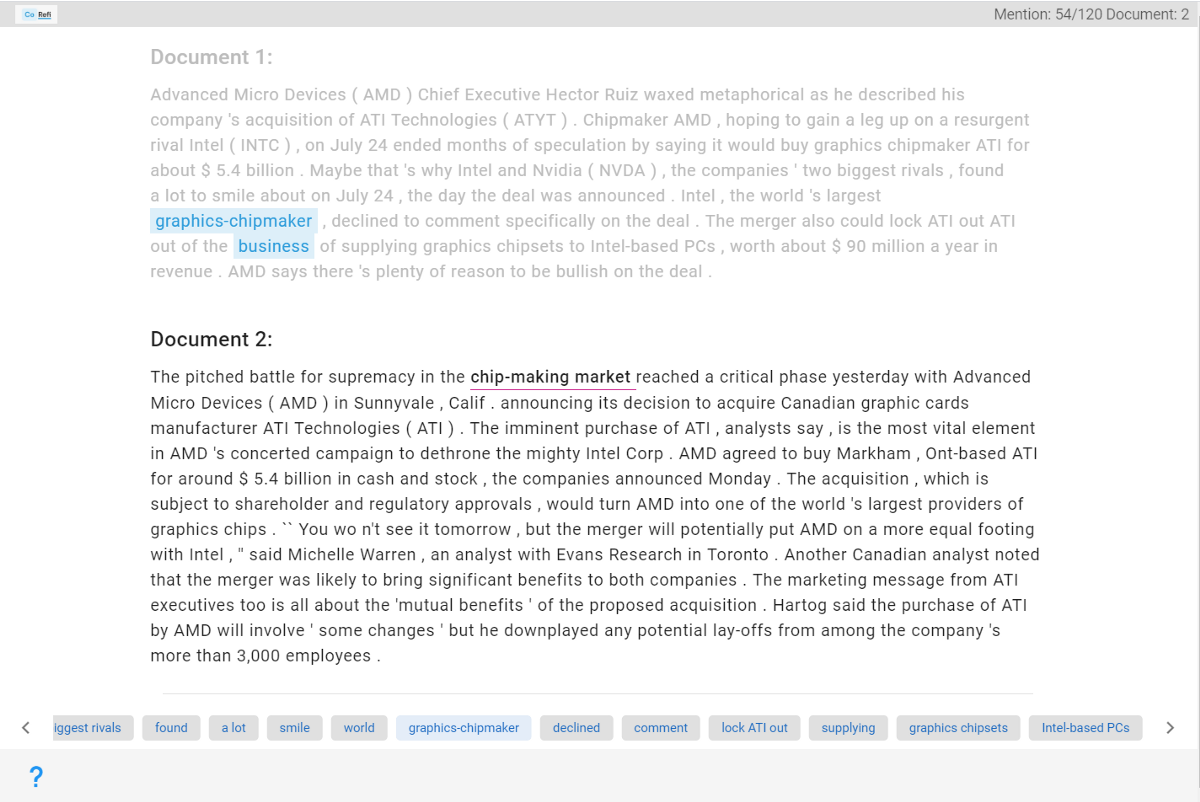 Co Refi
Mention: 54/120 Document: 2
Document 1:
Advanced Micro Devices ( AMD ) Chief Executive Hector Ruiz waxed metaphorical as he described his
company 's acquisition of ATI Technologies ( ATYT ) . Chipmaker AMD , hoping to gain a leg up on a resurgent
rival Intel ( INTC ) , on July 24 ended months of speculation by saying it would buy graphics chipmaker ATI for
about $ 5.4 billion . Maybe that 's why Intel and Nvidia ( NVDA ) , the companies ' two biggest rivals , found
a lot to smile about on July 24 , the day the deal was announced . Intel , the world 's largest
graphics-chipmaker , declined to comment specifically on the deal . The merger also could lock ATI out ATI
out of the business of supplying graphics chipsets to Intel-based PCs , worth about $ 90 million a year in
revenue . AMD says there 's plenty of reason to be bullish on the deal .
Document 2:
The pitched battle for supremacy in the chip-making market reached a critical phase yesterday with Advanced
Micro Devices ( AMD ) in Sunnyvale , Calif . announcing its decision to acquire Canadian graphic cards
manufacturer ATI Technologies ( ATI ) . The imminent purchase of ATI , analysts say , is the most vital element
in AMD 's concerted campaign to dethrone the mighty Intel Corp . AMD agreed to buy Markham , Ont-based ATI
for around $ 5.4 billion in cash and stock , the companies announced Monday . The acquisition , which is
subject to shareholder and regulatory approvals , would turn AMD into one of the world 's largest providers of
graphics chips . `` You wo n't see it tomorrow , but the merger will potentially put AMD on a more equal footing
with Intel , " said Michelle Warren , an analyst with Evans Research in Toronto . Another Canadian analyst noted
that the merger was likely to bring significant benefits to both companies . The marketing message from ATI
executives too is all about the 'mutual benefits ' of the proposed acquisition . Hartog said the purchase of ATI
by AMD will involve ' some changes ' but he downplayed any potential lay-offs from among the company 's
more than 3,000 employees .
iggest rivals found a lot smile world graphics-chipmaker declined comment lock ATI out supplying graphics chipsets Intel-based PCs
?